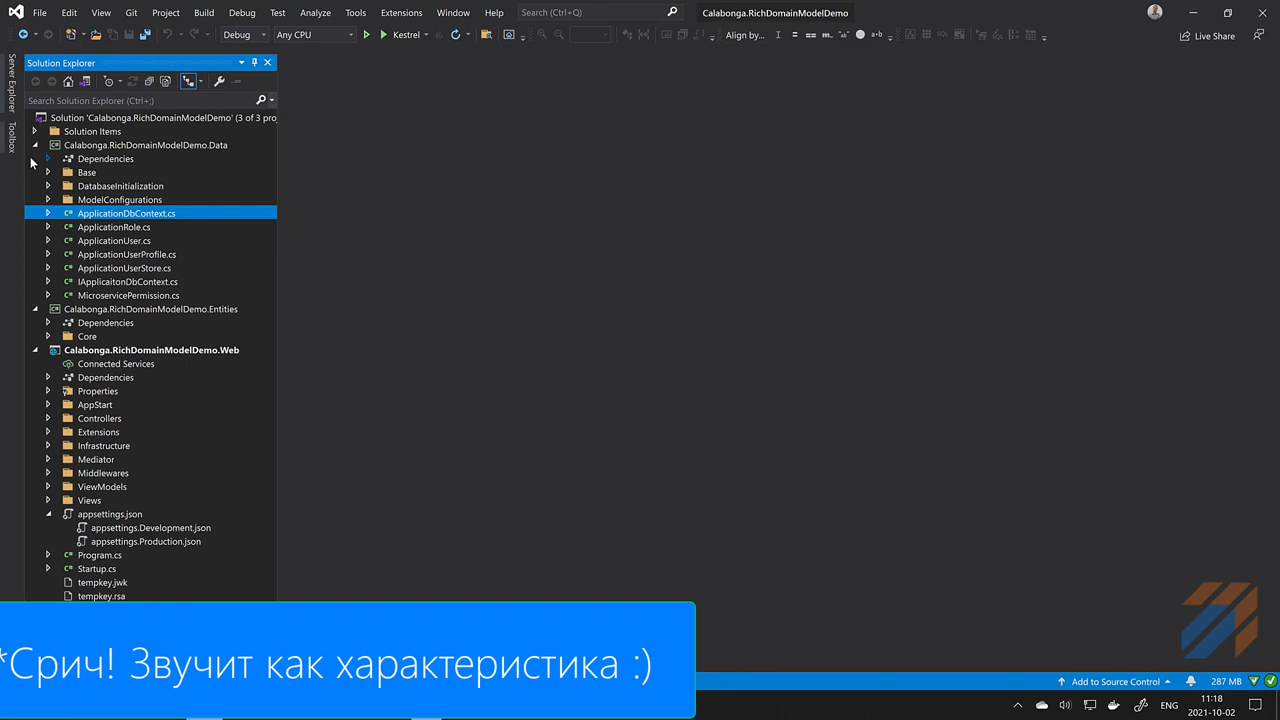 File Edit View Git Project Build Debug Test Analyze Tools Extensions Window Help Search (Ctrl+Q) Calabonga.RichDomainModelDemo
Debug Any CPU Kestrel Align by... Live Share
Server Explorer
Toolbox
Solution Explorer
Search Solution Explorer (Ctrl+;)
Solution 'Calabonga.RichDomainModelDemo' (3 of 3 proj
Solution Items
Calabonga.RichDomainModelDemo.Data
Dependencies
Base
DatabaseInitialization
ModelConfigurations
ApplicationDbContext.cs
ApplicationRole.cs
ApplicationUser.cs
ApplicationUserProfile.cs
ApplicationUserStore.cs
IApplicaitonDbContext.cs
MicroservicePermission.cs
Calabonga.RichDomainModelDemo.Entities
Dependencies
Core
Calabonga.RichDomainModelDemo.Web
Connected Services
Dependencies
Properties
AppStart
Controllers
Extensions
Infrastructure
Mediator
Middlewares
ViewModels
Views
appsettings.json
appsettings.Development.json
appsettings.Production.json
Program.cs
Startup.cs
tempkey.jwk
tempkey.rsa
*Срич! Звучит как характеристика :)
Add to Source Control 287 MB
ENG 11:18
2021-10-02